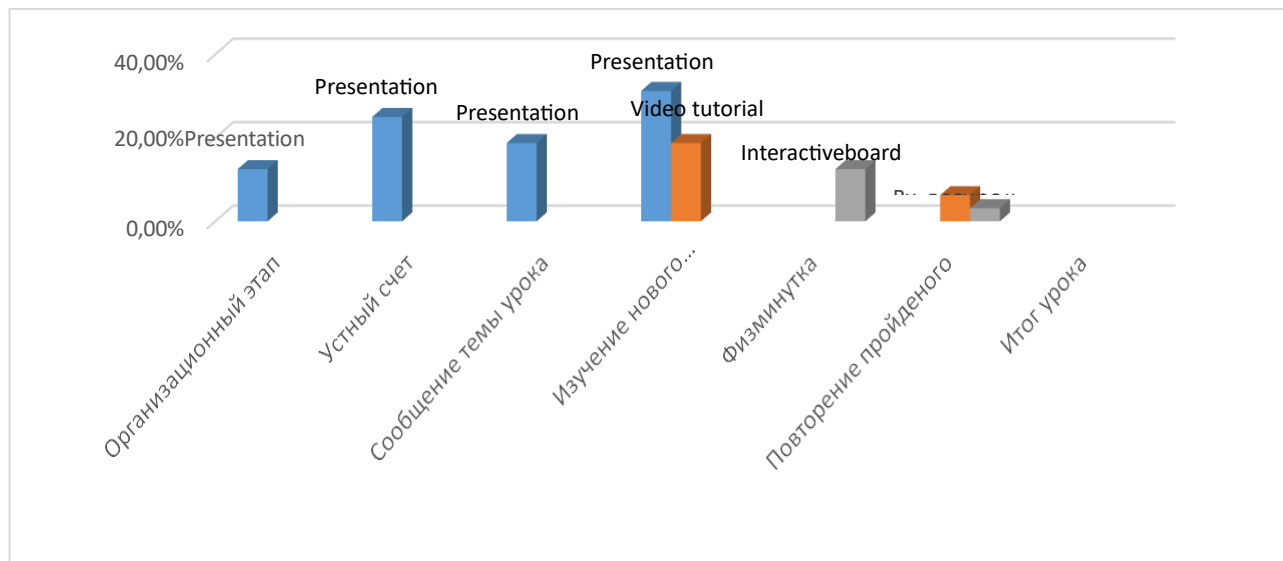 40,00%
20,00%
0,00%
Presentation
Presentation
Presentation
Presentation
Video tutorial
Interactiveboard
Организационный этап
Устный счет
Сообщение темы урока
Изучение нового...
Физминутка
Повторение пройденого
Итог урока